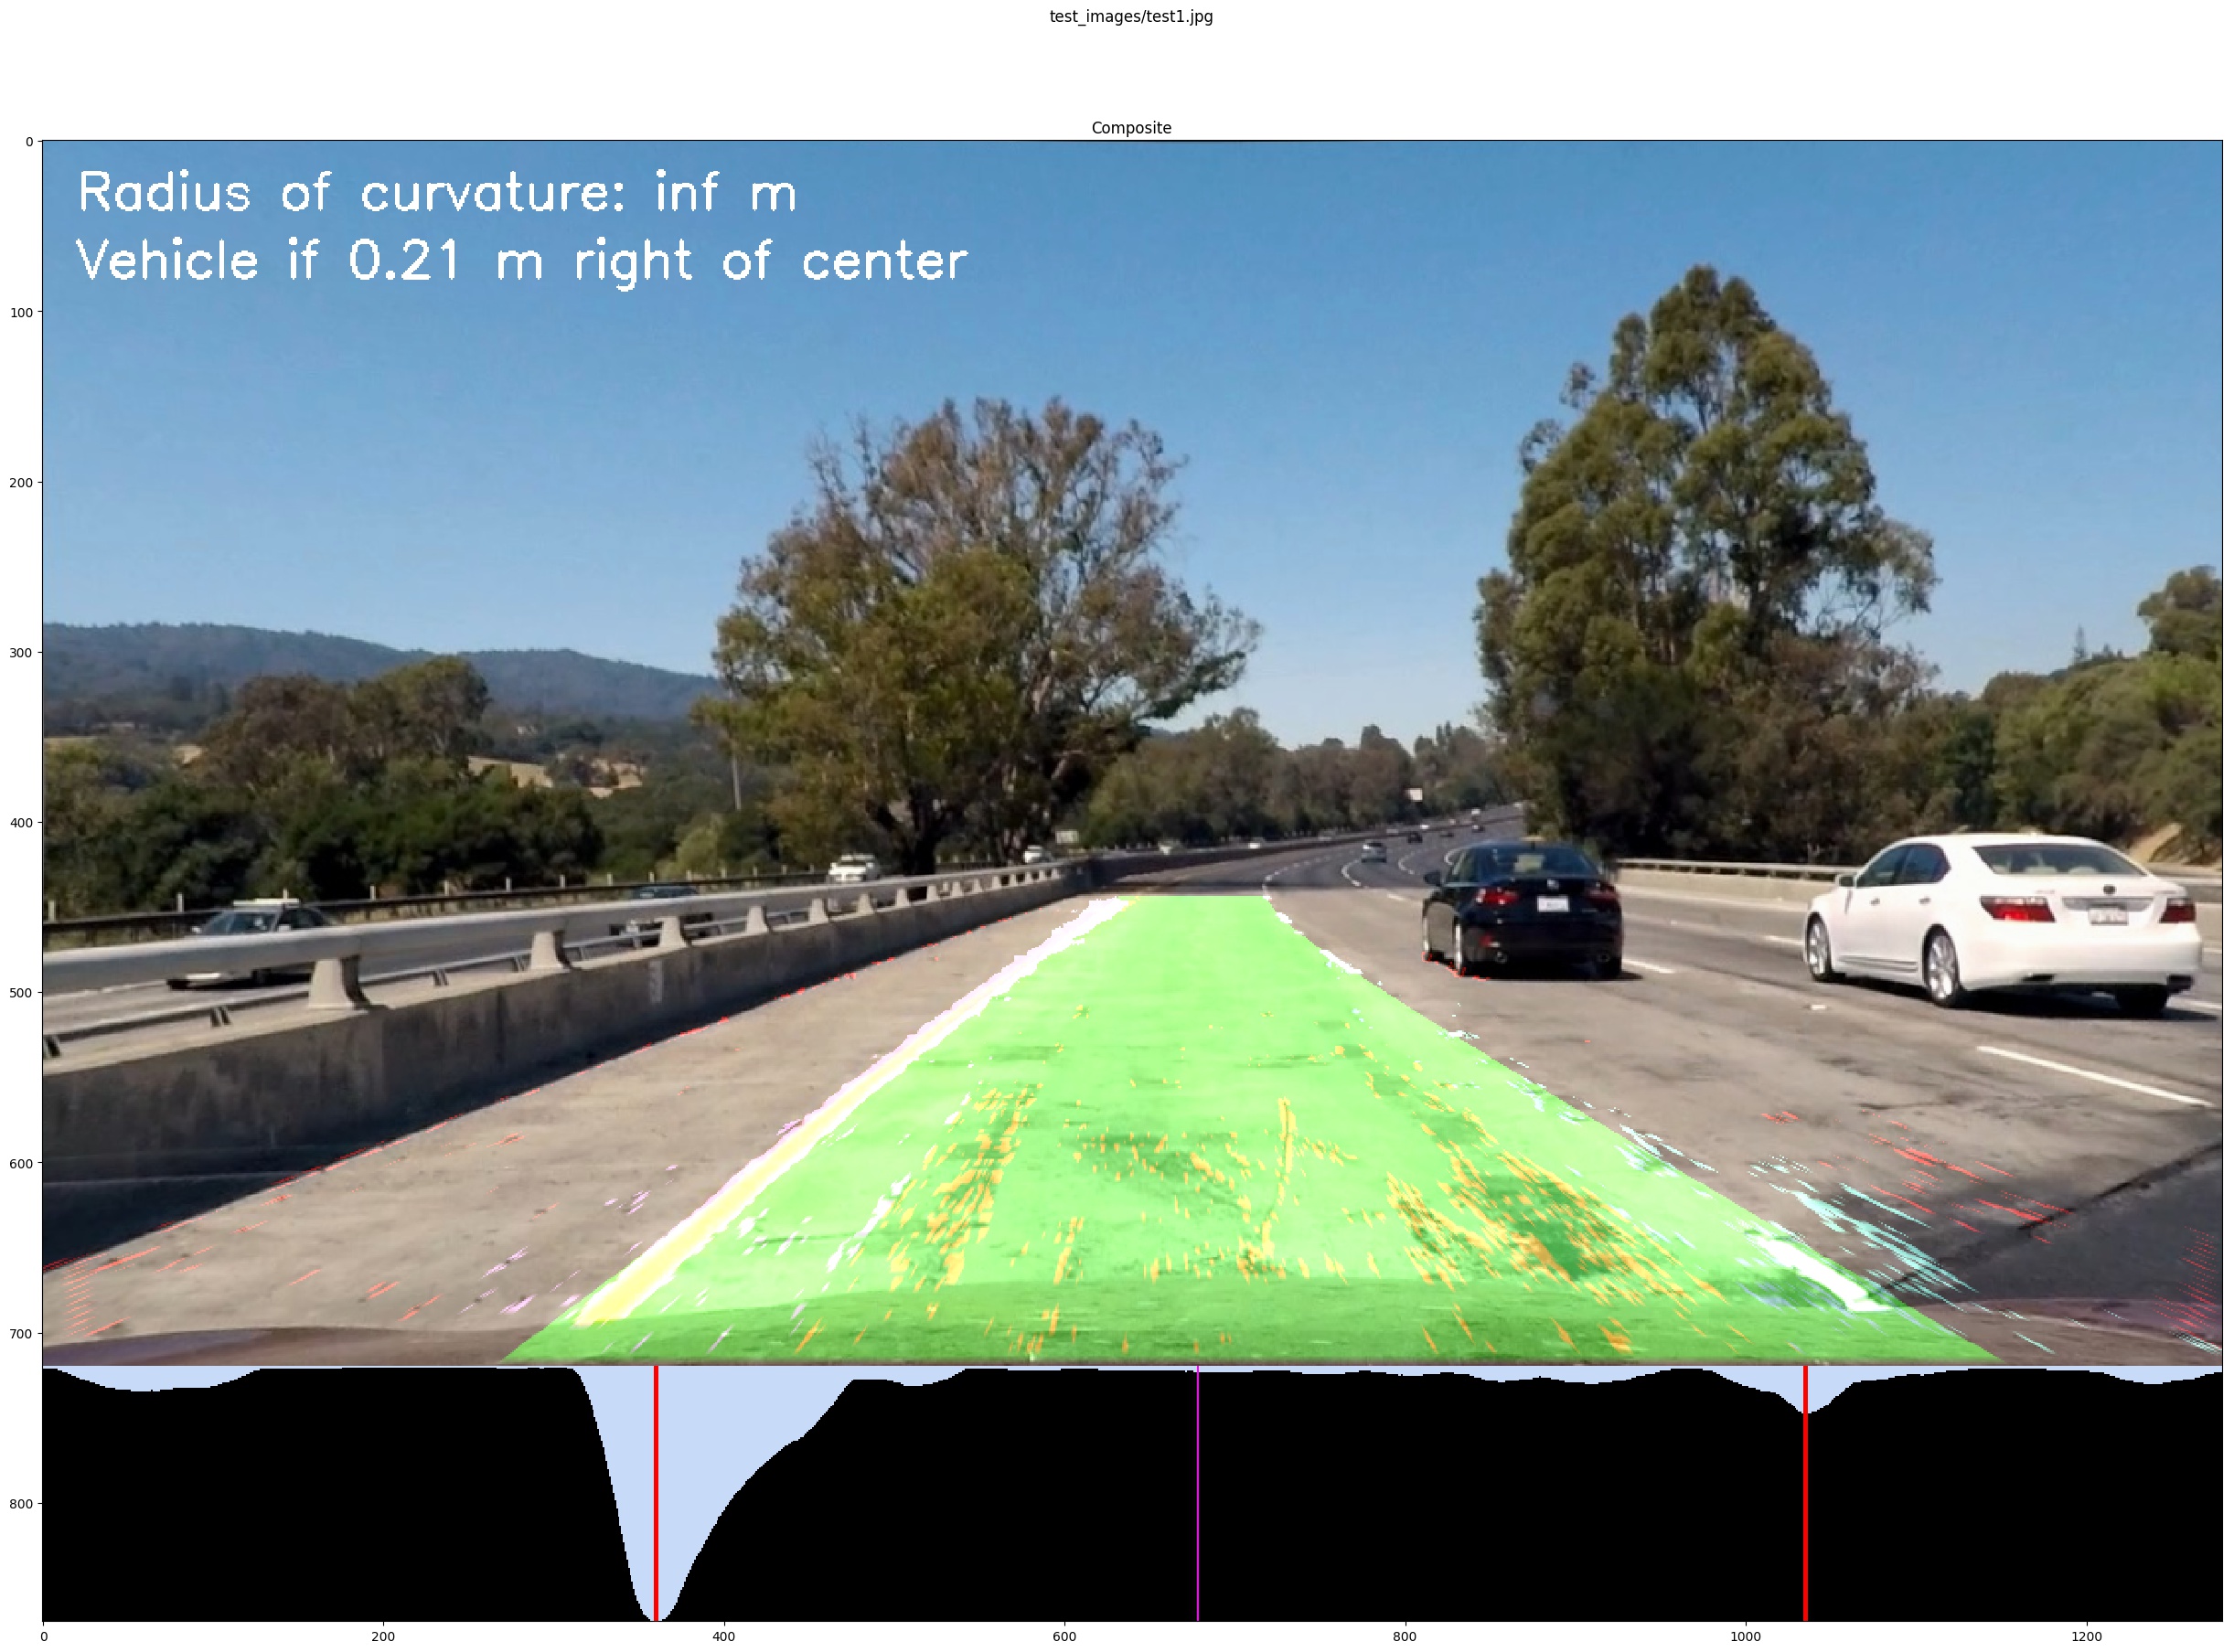 test_images/test1.jpg
Composite
Radius of curvature: inf m
Vehicle if 0.21 m right of center
0
100
200
300
400
500
600
700
800
0 200 400 600 800 1000 1200